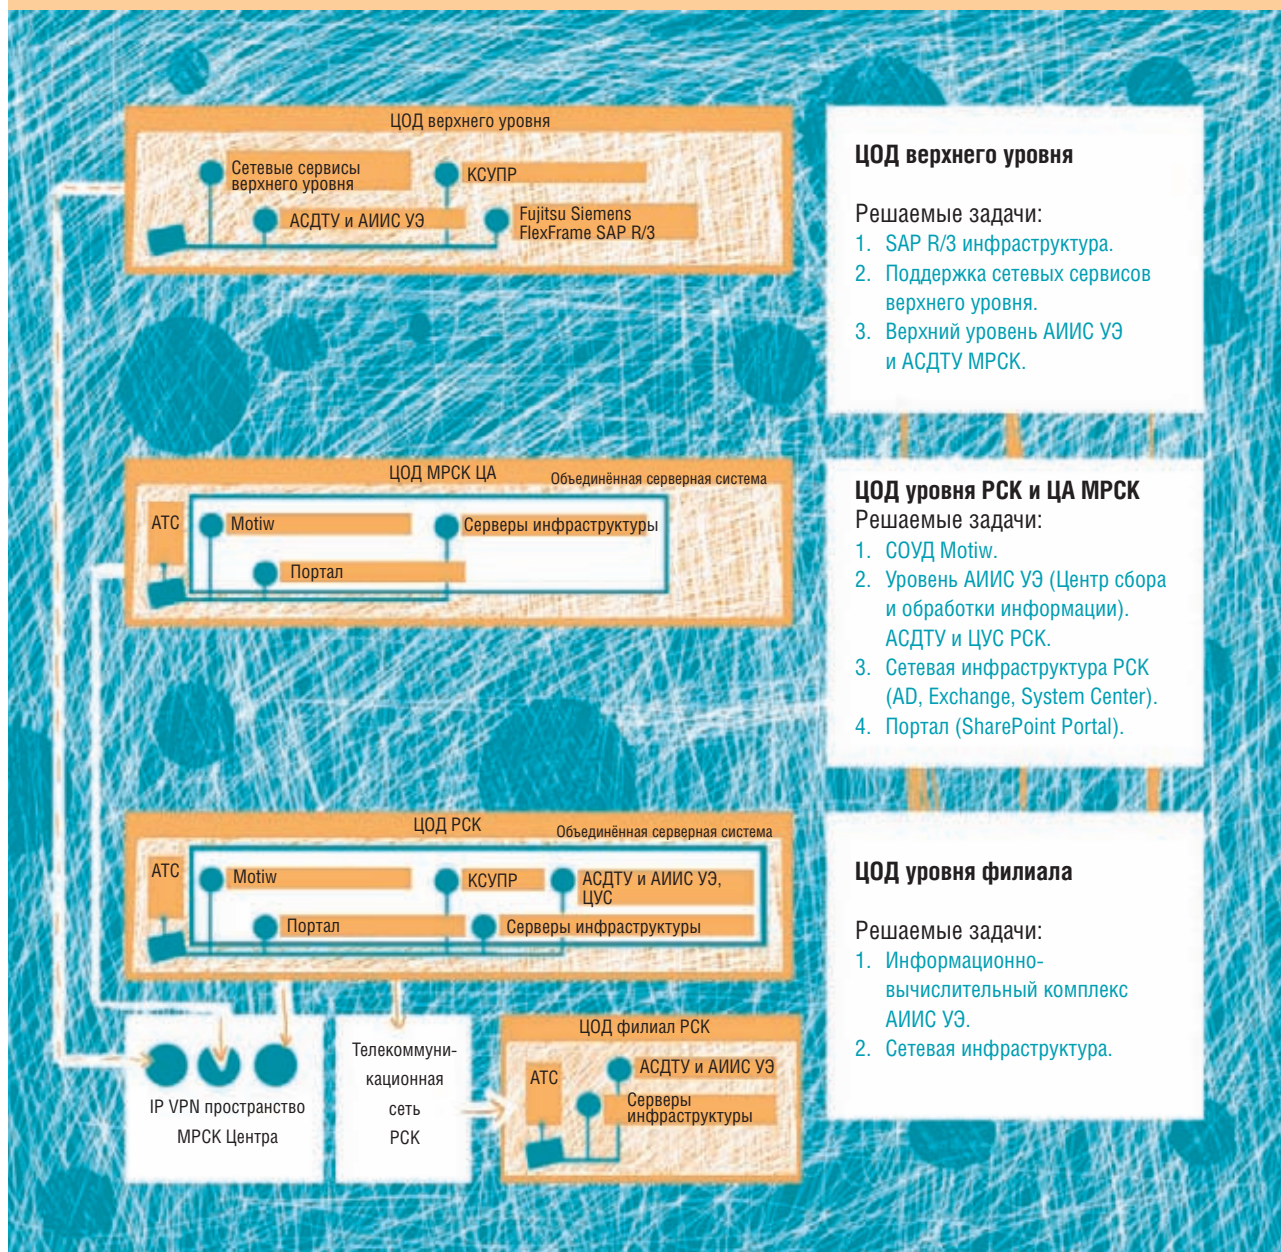 ЦОД верхнего уровня
Сетевые сервисы
верхнего уровня
КСУПР
АСДТУ и АИИС УЭ
Fujitsu Siemens
FlexFrame SAP R/3
ЦОД верхнего уровня
Решаемые задачи:
1. SAP R/3 инфраструктура.
2. Поддержка сетевых сервисов
верхнего уровня.
3. Верхний уровень АИИС УЭ
и АСДТУ МРСК.
ЦОД МРСК ЦА
Объединённая серверная система
АТС
Motiw
Серверы инфраструктуры
Портал
ЦОД уровня РСК и ЦА МРСК
Решаемые задачи:
1. СОУД Motiw.
2. Уровень АИИС УЭ (Центр сбора
и обработки информации).
АСДТУ и ЦУС РСК.
3. Сетевая инфраструктура РСК
(AD, Exchange, System Center).
4. Портал (SharePoint Portal).
ЦОД РСК
Объединённая серверная система
АТС
Motiw
КСУПР
АСДТУ и АИИС УЭ,
ЦУС
Портал
Серверы инфраструктуры
ЦОД уровня филиала
Решаемые задачи:
1. Информационно-
вычислительный комплекс
АИИС УЭ.
2. Сетевая инфраструктура.
IP VPN пространство
МРСК Центра
Телекоммуни-
кационная
сеть
РСК
ЦОД филиал РСК
АТС
АСДТУ и АИИС УЭ
Серверы
инфраструктуры